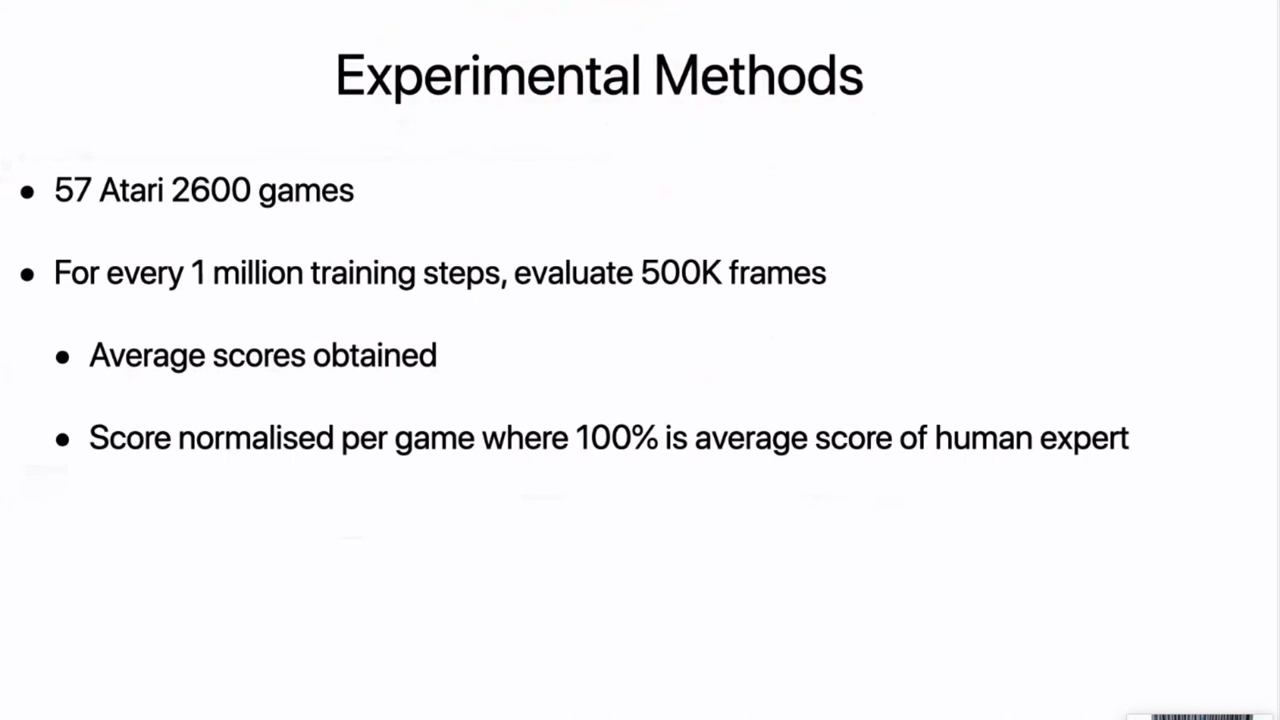 Experimental Methods
• 57 Atari 2600 games
• For every 1 million training steps, evaluate 500K frames
• Average scores obtained
• Score normalised per game where 100% is average score of human expert